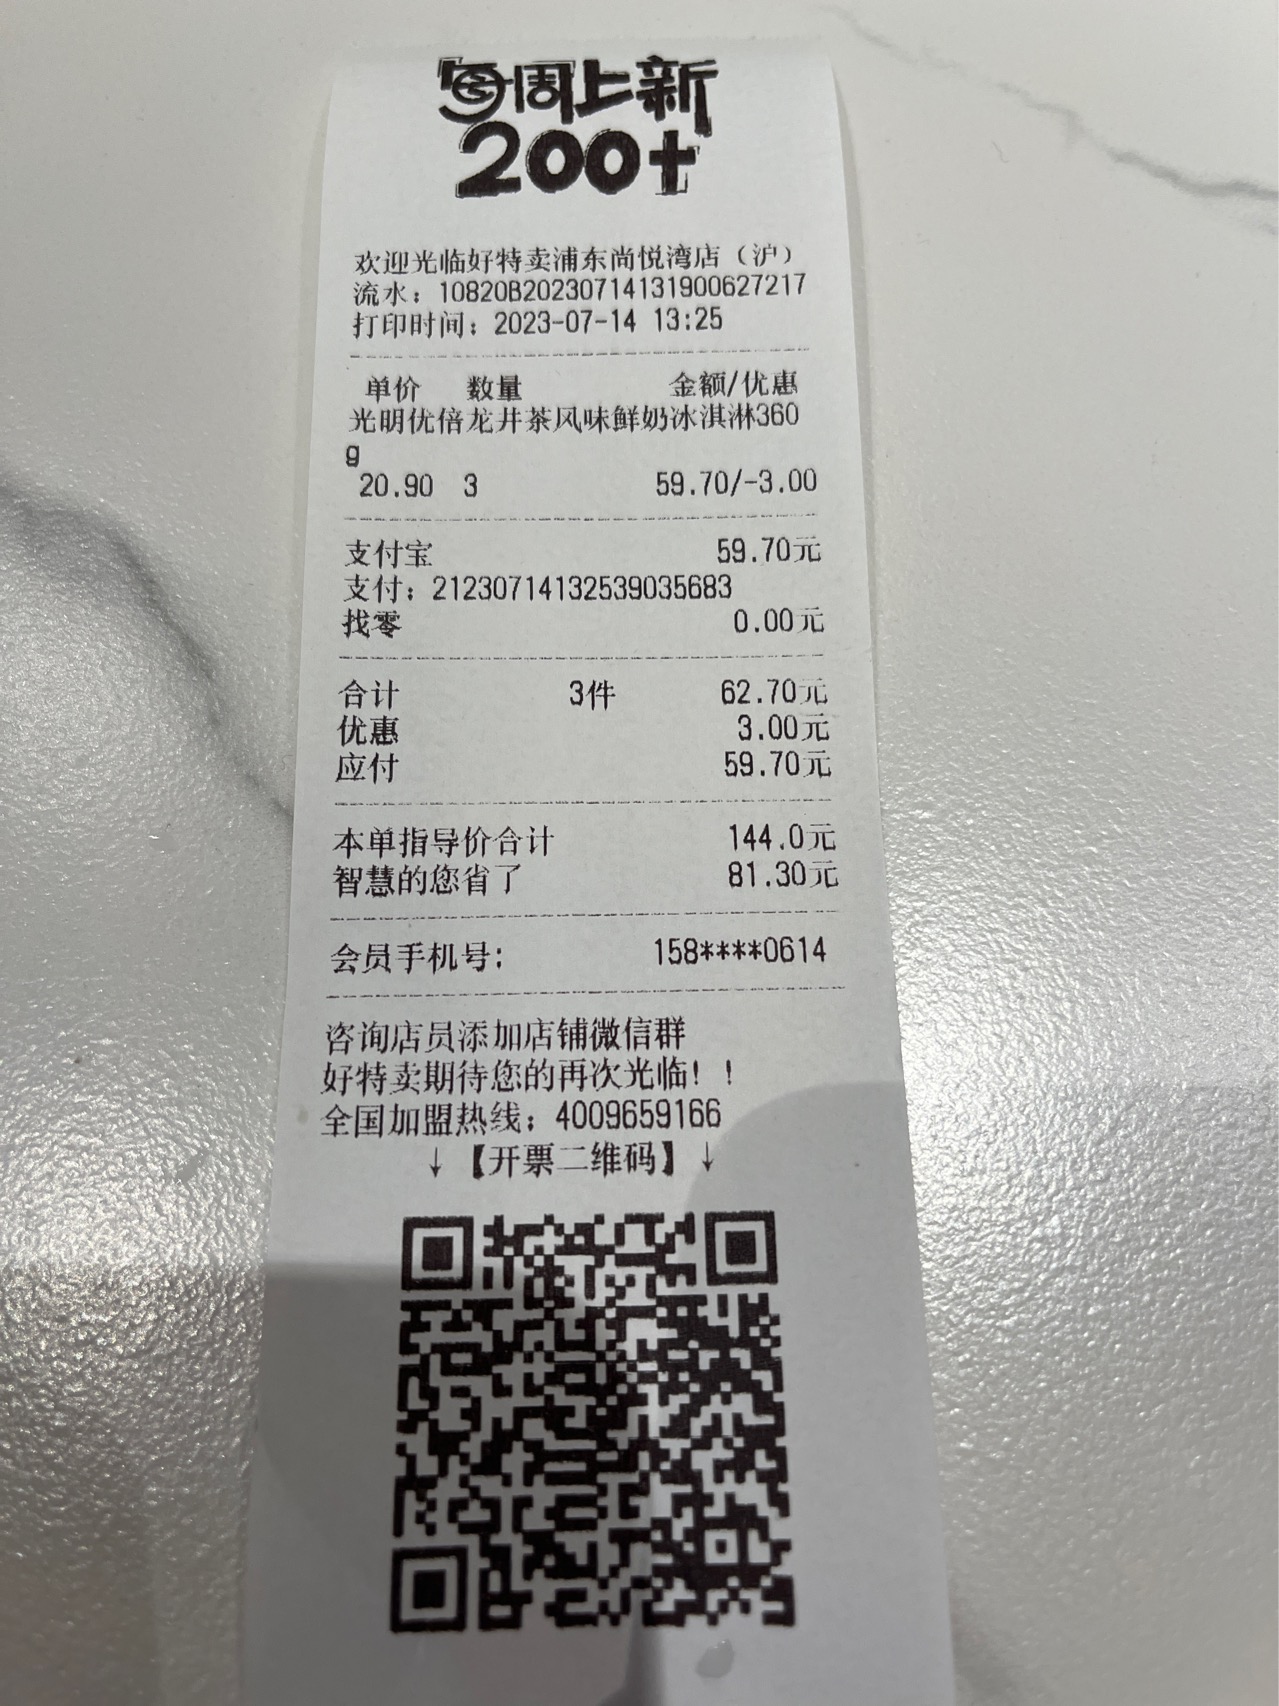 每周上新
200+
欢迎光临好特卖浦东尚悦湾店（沪）
流水：10820B20230714131900627217
打印时间：2023-07-14 13:25
单价 数量 金额/优惠
光明优倍龙井茶风味鲜奶冰淇淋360
g
20.90 3 59.70/-3.00
支付宝 59.70元
支付：21230714132539035683
找零 0.00元
合计 3件 62.70元
优惠 3.00元
应付 59.70元
本单指导价合计 144.0元
智慧的您省了 81.30元
会员手机号： 158****0614
咨询店员添加店铺微信群
好特卖期待您的再次光临！！
全国加盟热线：4009659166
↓【开票二维码】↓